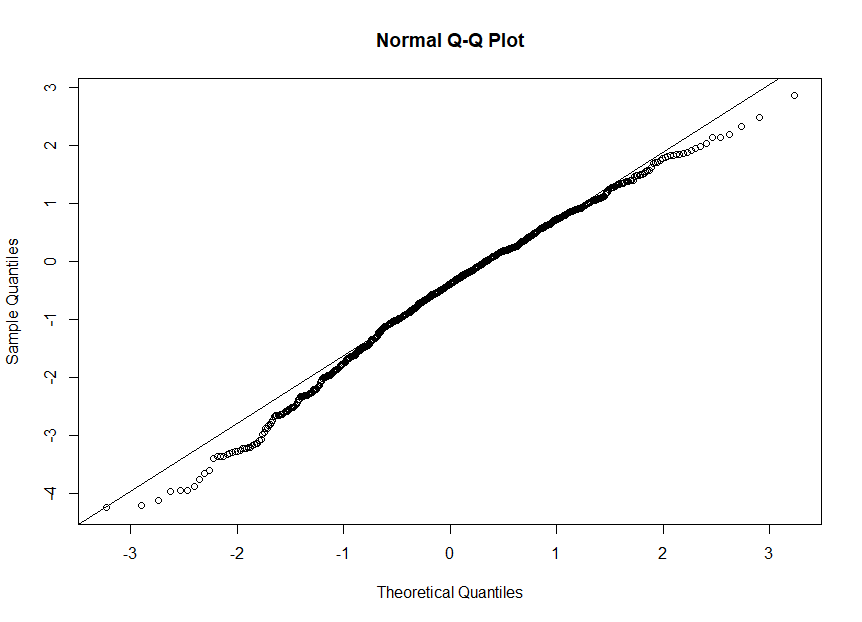 Normal Q-Q Plot
3
2
1
0
-1
-2
-3
-4
Sample Quantiles
-3 -2 -1 0 1 2 3
Theoretical Quantiles